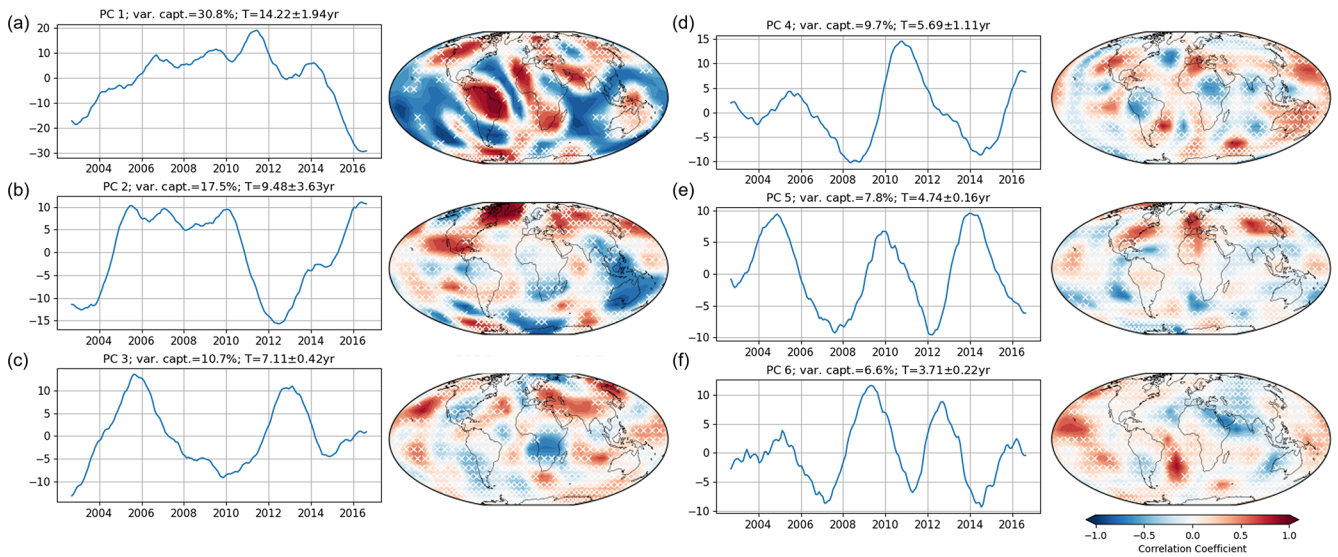 (a)
PC 1; var. capt.=30.8%; T=14.22±1.94yr
20
10
0
−10
−20
−30
2004 2006 2008 2010 2012 2014 2016
(b)
PC 2; var. capt.=17.5%; T=9.48±3.63yr
10
5
0
−5
−10
−15
2004 2006 2008 2010 2012 2014 2016
(c)
PC 3; var. capt.=10.7%; T=7.11±0.42yr
10
5
0
−5
−10
2004 2006 2008 2010 2012 2014 2016
(d)
PC 4; var. capt.=9.7%; T=5.69±1.11yr
15
10
5
0
−5
−10
2004 2006 2008 2010 2012 2014 2016
(e)
PC 5; var. capt.=7.8%; T=4.74±0.16yr
10
5
0
−5
−10
2004 2006 2008 2010 2012 2014 2016
(f)
PC 6; var. capt.=6.6%; T=3.71±0.22yr
10
5
0
−5
−10
2004 2006 2008 2010 2012 2014 2016
−1.0 −0.5 0.0 0.5 1.0
Correlation Coefficient